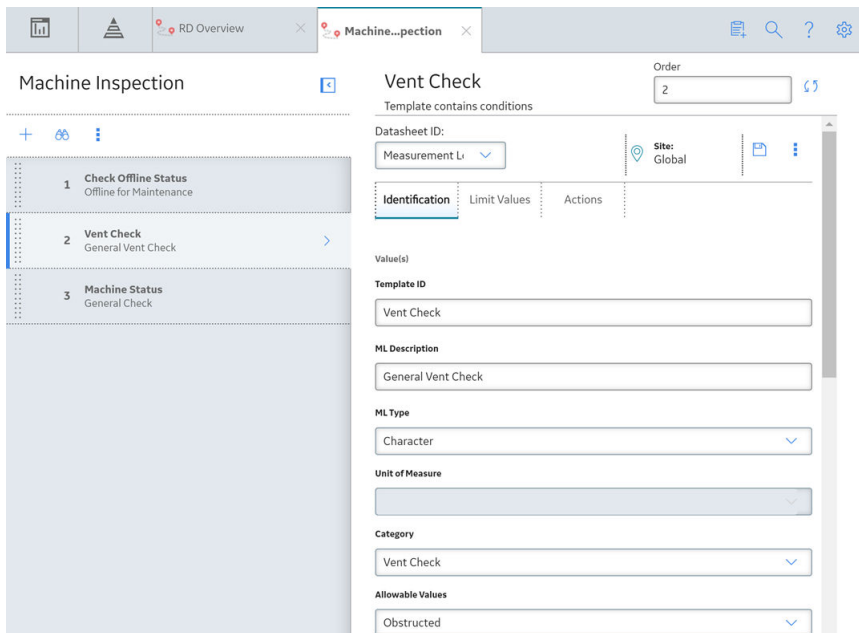 RD Overview
Machine...pection
Machine Inspection
1
Check Offline Status
Offline for Maintenance
2
Vent Check
General Vent Check
3
Machine Status
General Check
Vent Check
Template contains conditions
Order
2
Datasheet ID:
Measurement L
Site:
Global
Identification
Limit Values
Actions
Value(s)
Template ID
Vent Check
ML Description
General Vent Check
ML Type
Character
Unit of Measure
Category
Vent Check
Allowable Values
Obstructed